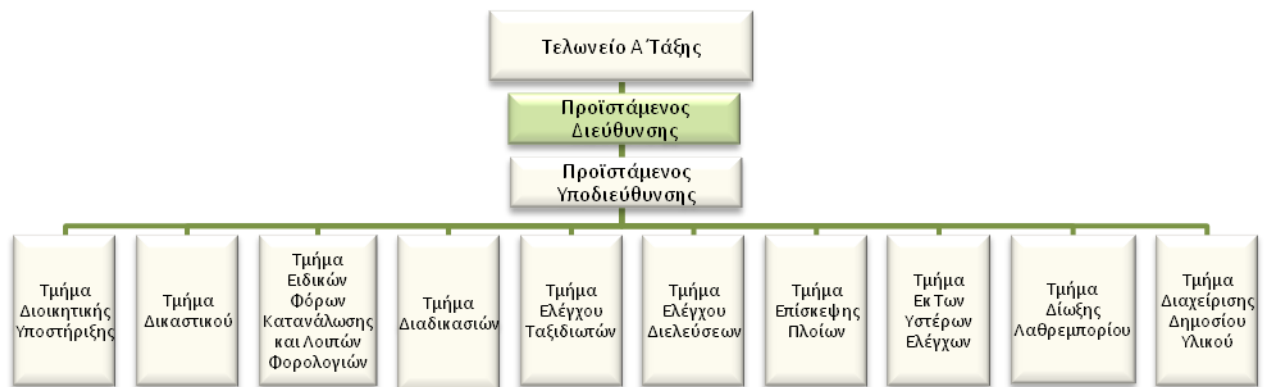 Τελωνείο Α΄Τάξης
Προϊστάμενος
Διεύθυνσης
Προϊστάμενος
Υποδιεύθυνσης
Τμήμα
Διοικητικής
Υποστήριξης
Τμήμα
Δικαστικού
Τμήμα
Ειδικών
Φόρων
Κατανάλωσης
και Λοιπών
Φορολογιών
Τμήμα
Διαδικασιών
Τμήμα
Ελέγχου
Ταξιδιωτών
Τμήμα
Ελέγχου
Διελεύσεων
Τμήμα
Επίσκεψης
Πλοίων
Τμήμα
Εκ Των
Υστέρων
Ελέγχων
Τμήμα
Δίωξης
Λαθρεμπορίου
Τμήμα
Διαχείρισης
Δημοσίου
Υλικού